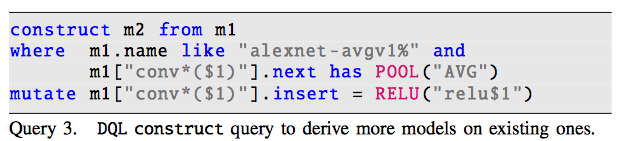 construct m2 from m1
where m1.name like "alexnet-avgv1%" and
m1["conv*($1)"].next has POOL("AVG")
mutate m1["conv*($1)"].insert = RELU("relu$1")
Query 3. DQL construct query to derive more models on existing ones.